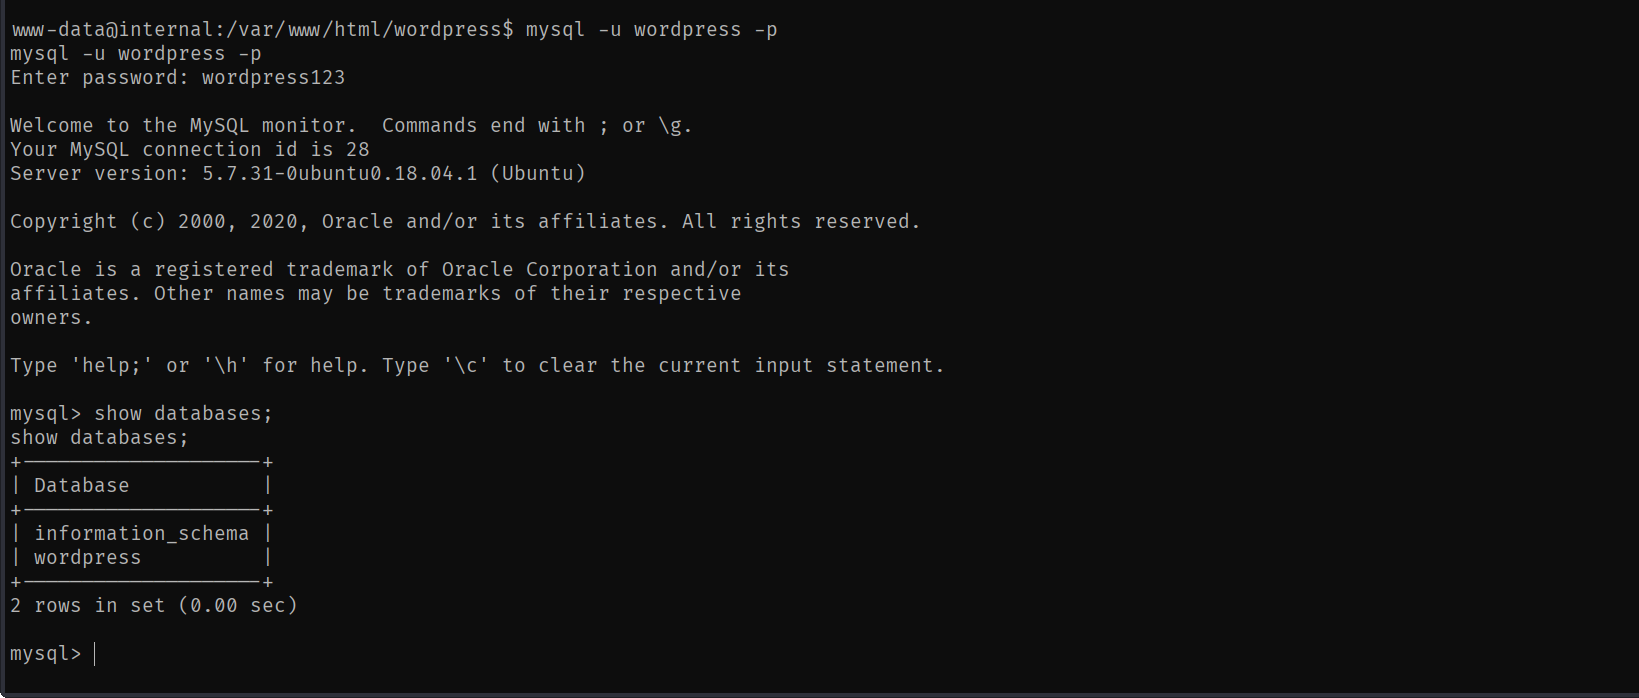 www-data@internal:/var/www/html/wordpress$ mysql -u wordpress -p
mysql -u wordpress -p
Enter password: wordpress123
Welcome to the MySQL monitor.  Commands end with ; or \g.
Your MySQL connection id is 28
Server version: 5.7.31-0ubuntu0.18.04.1 (Ubuntu)
Copyright (c) 2000, 2020, Oracle and/or its affiliates. All rights reserved.
Oracle is a registered trademark of Oracle Corporation and/or its
affiliates. Other names may be trademarks of their respective
owners.
Type 'help;' or '\h' for help. Type '\c' to clear the current input statement.
mysql> show databases;
show databases;
+--------------------+
| Database           |
+--------------------+
| information_schema |
| wordpress          |
+--------------------+
2 rows in set (0.00 sec)
mysql>